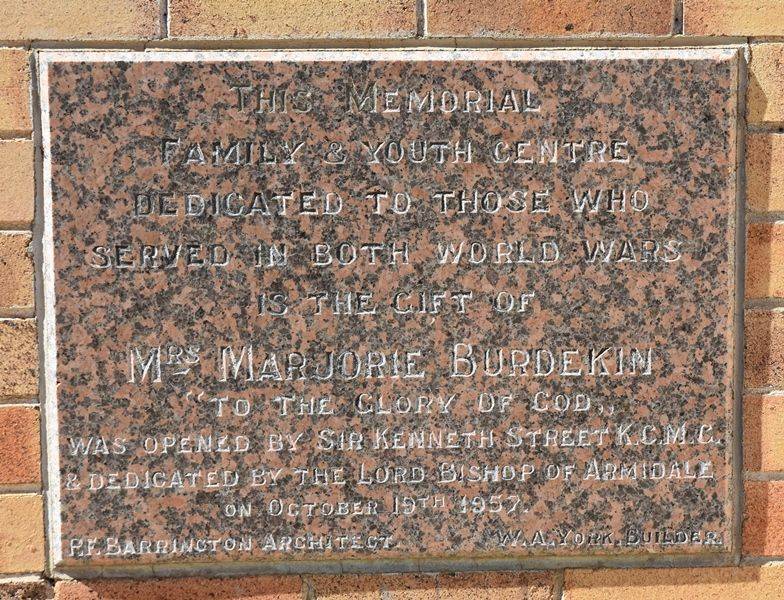 THIS MEMORIAL
FAMILY & YOUTH CENTRE
DEDICATED TO THOSE WHO
SERVED IN BOTH WORLD WARS
IS THE GIFT OF
MRS MARJORIE BURDEKIN
"TO THE GLORY OF GOD„
WAS OPENED BY SIR KENNETH STREET K.C.M.G.
& DEDICATED BY THE LORD BISHOP OF ARMIDALE
ON OCTOBER 19TH 1957.
P.F. BARRINGTON ARCHITECT. W.A. YORK. BUILDER.